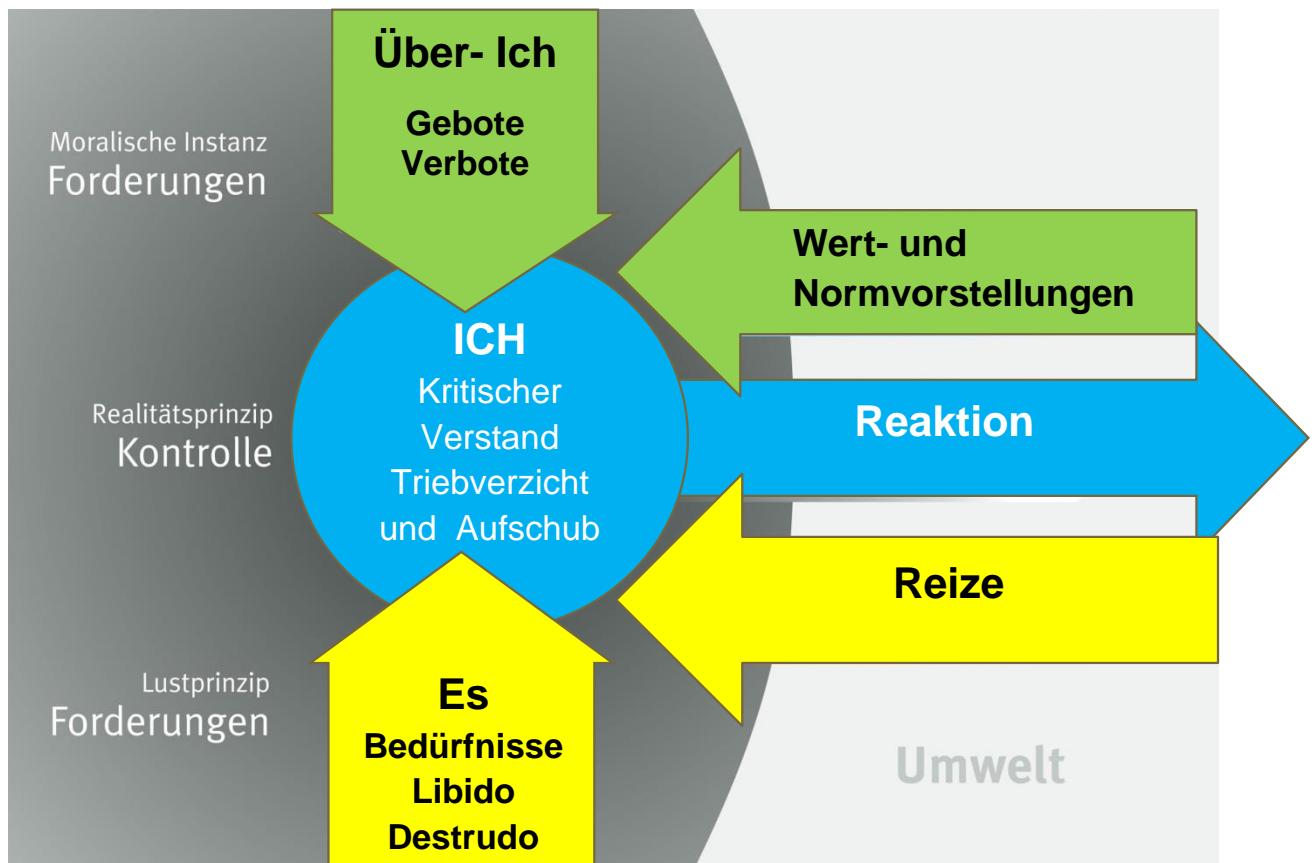 Über- Ich
Gebote
Verbote
Moralische Instanz
Forderungen
Wert- und
Normvorstellungen
ICH
Kritischer
Verstand
Triebverzicht
und Aufschub
Realitätsprinzip
Kontrolle
Reaktion
Reize
Lustprinzip
Forderungen
Es
Bedürfnisse
Libido
Destrudo
Umwelt